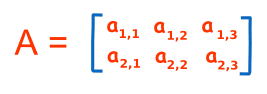 A = [ a1,1 a1,2 a1,3
a2,1 a2,2 a2,3 ]